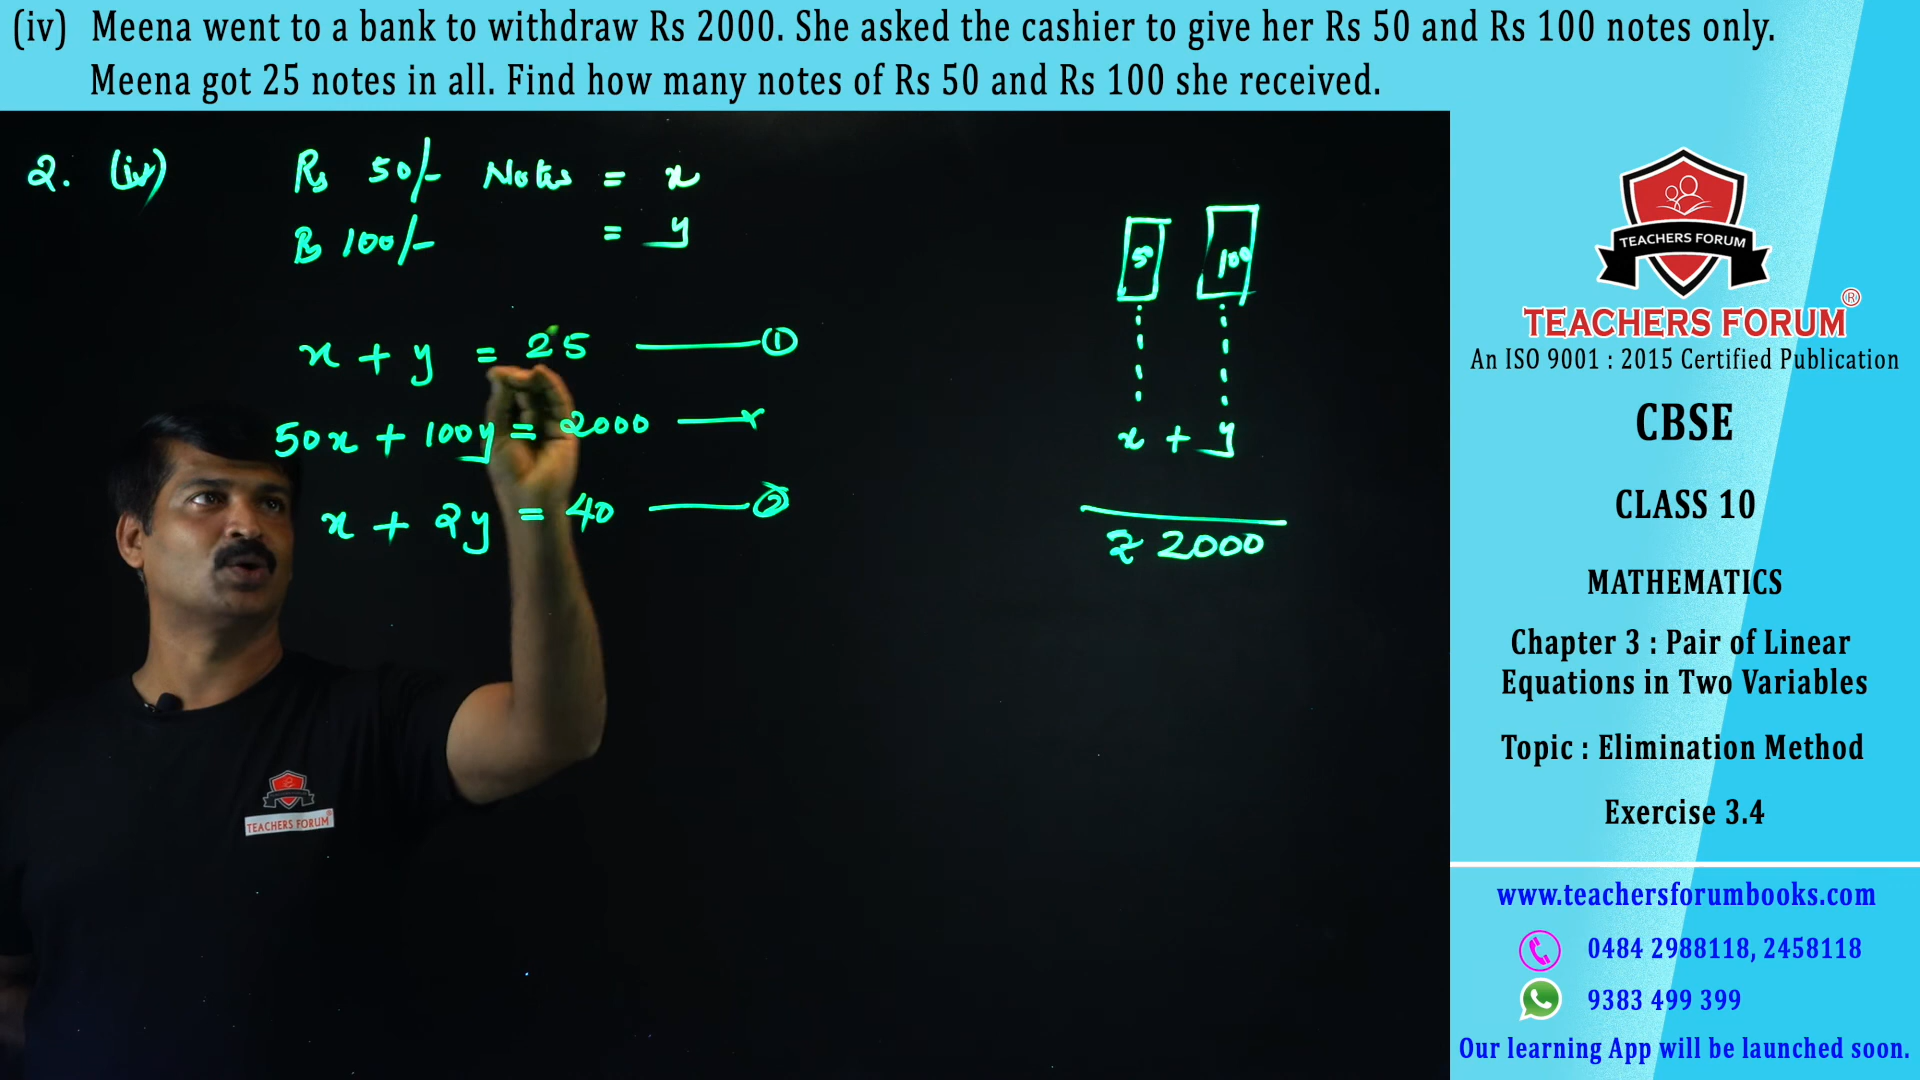 (iv) Meena went to a bank to withdraw Rs 2000. She asked the cashier to give her Rs 50 and Rs 100 notes only.
Meena got 25 notes in all. Find how many notes of Rs 50 and Rs 100 she received.
2. (iv) Rs 50/- Notes = x
Rs 100/- = y
x + y = 25 ——— ①
50x + 100y = 2000 ——
x + 2y = 40 ——— ②
50 100
x + y
₹ 2000
TEACHERS FORUM
TEACHERS FORUM ®
TEACHERS FORUM
An ISO 9001 : 2015 Certified Publication
CBSE
CLASS 10
MATHEMATICS
Chapter 3 : Pair of Linear
Equations in Two Variables
Topic : Elimination Method
Exercise 3.4
www.teachersforumbooks.com
0484 2988118, 2458118
9383 499 399
Our learning App will be launched soon.